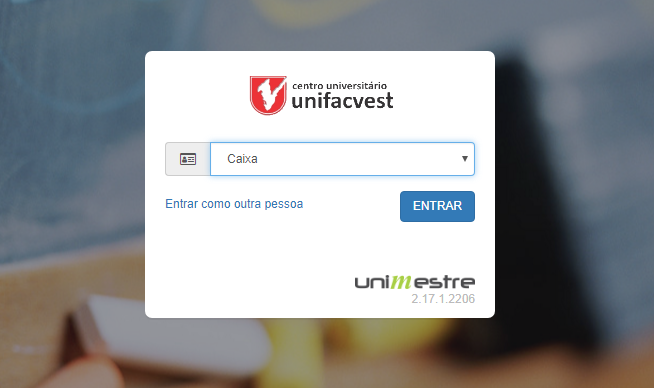 centro universitário
unifacvest
Caixa
Entrar como outra pessoa
ENTRAR
unimestre
2.17.1.2206